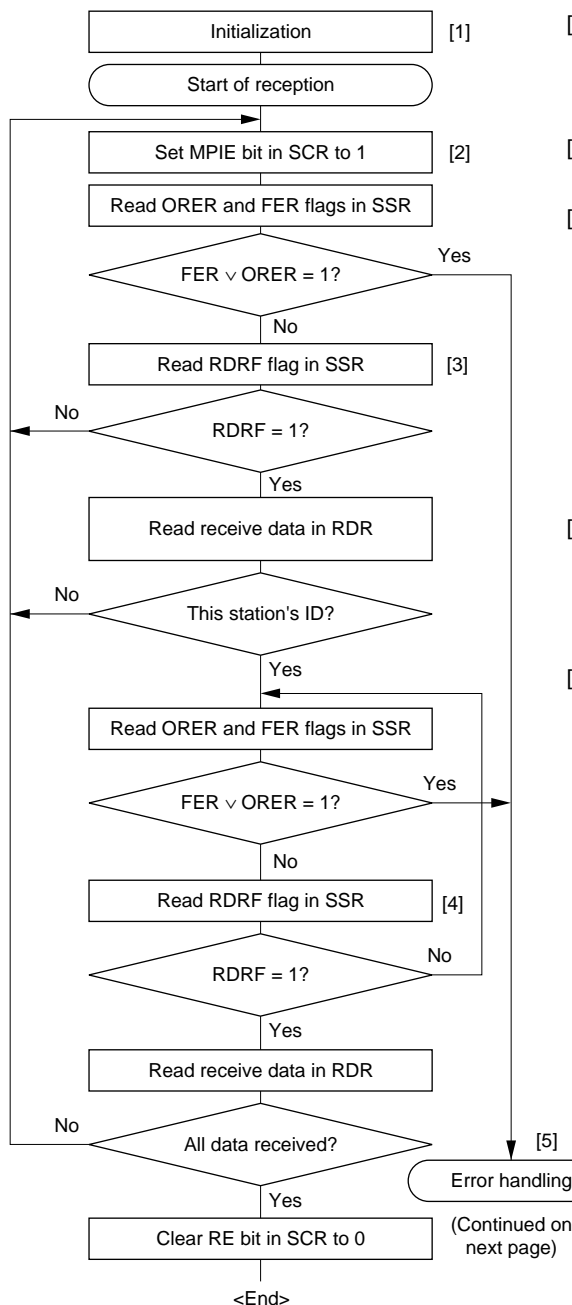 Initialization [1] [
Start of reception
Set MPIE bit in SCR to 1 [2] [
Read ORER and FER flags in SSR [
FER ∨ ORER = 1? Yes
No
Read RDRF flag in SSR [3]
No RDRF = 1?
Yes
Read receive data in RDR [
No This station's ID?
Yes [
Read ORER and FER flags in SSR
FER ∨ ORER = 1? Yes
No
Read RDRF flag in SSR [4]
RDRF = 1? No
Yes
Read receive data in RDR
No All data received? [5]
Error handling
Yes
(Continued on
next page)
Clear RE bit in SCR to 0
<End>